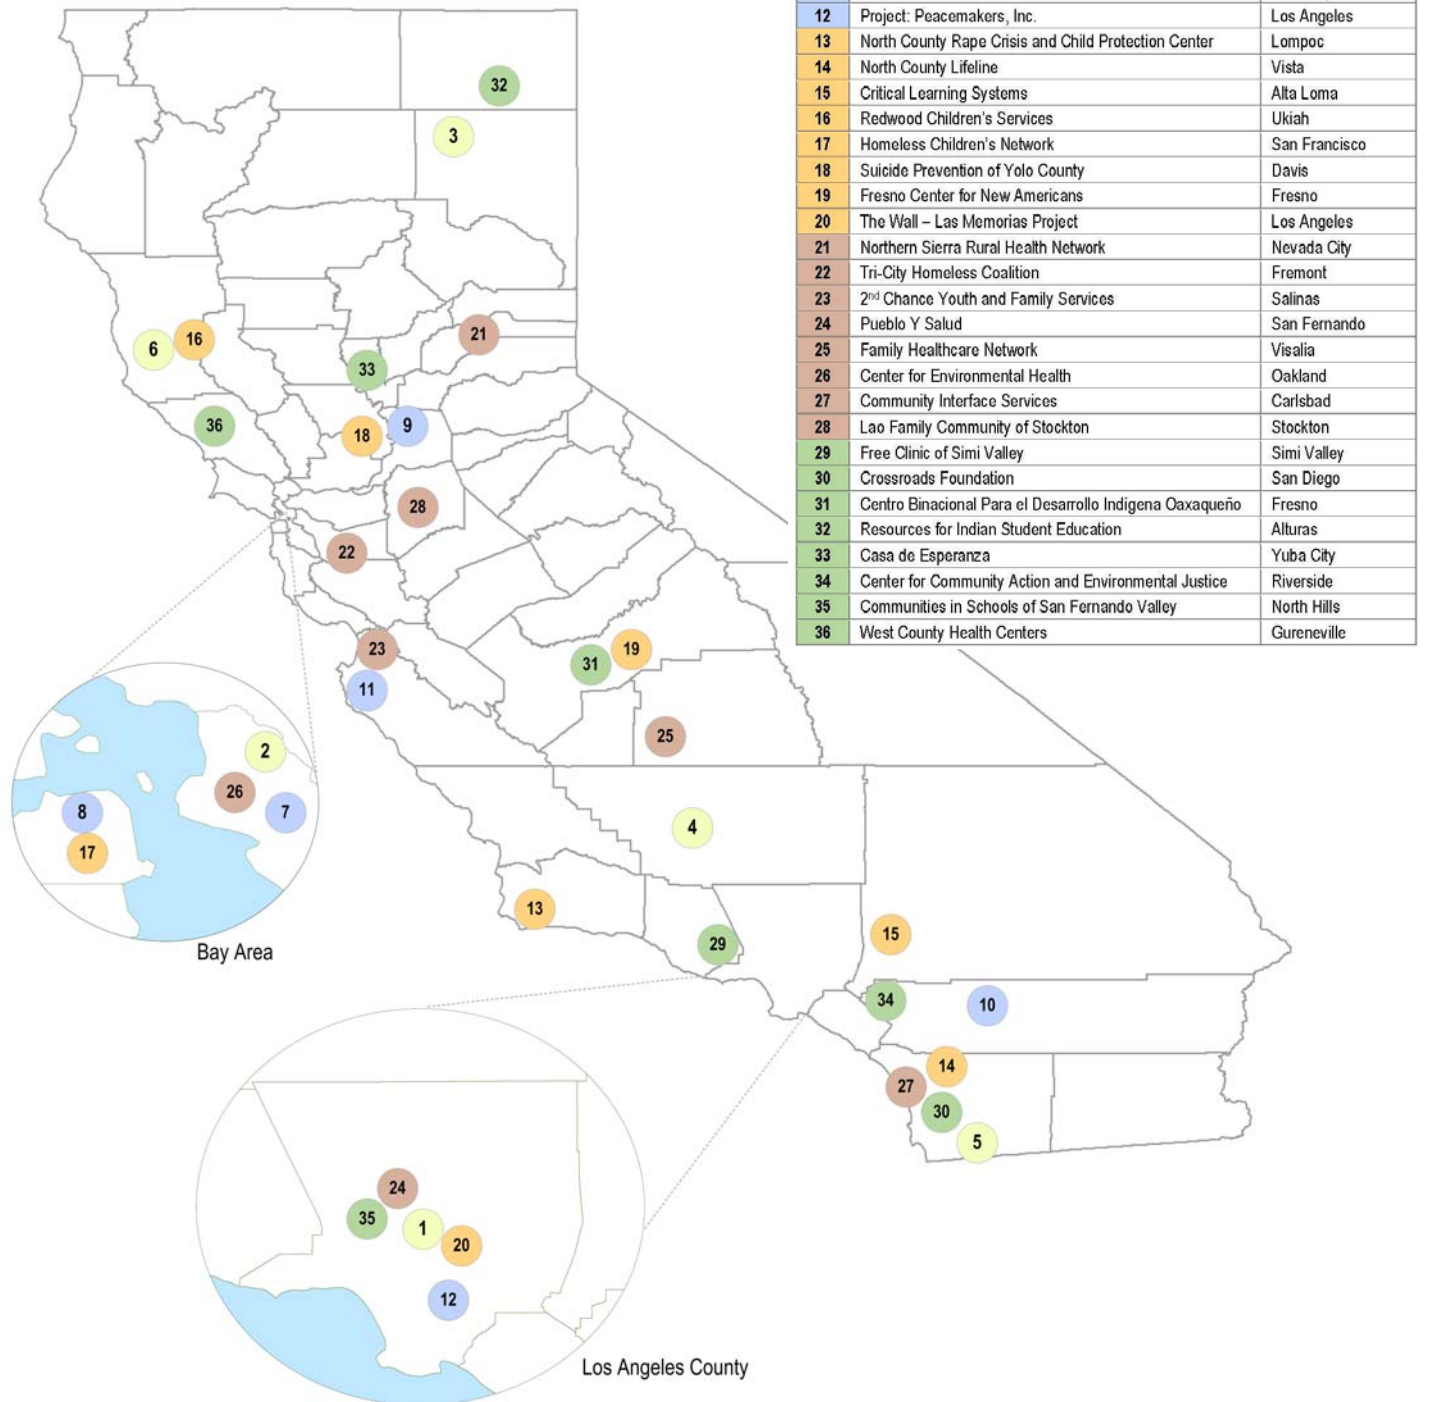 12 Project: Peacemakers, Inc. Los Angeles
13 North County Rape Crisis and Child Protection Center Lompoc
14 North County Lifeline Vista
15 Critical Learning Systems Alta Loma
16 Redwood Children's Services Ukiah
17 Homeless Children's Network San Francisco
18 Suicide Prevention of Yolo County Davis
19 Fresno Center for New Americans Fresno
20 The Wall – Las Memorias Project Los Angeles
21 Northern Sierra Rural Health Network Nevada City
22 Tri-City Homeless Coalition Fremont
23 2nd Chance Youth and Family Services Salinas
24 Pueblo Y Salud San Fernando
25 Family Healthcare Network Visalia
26 Center for Environmental Health Oakland
27 Community Interface Services Carlsbad
28 Lao Family Community of Stockton Stockton
29 Free Clinic of Simi Valley Simi Valley
30 Crossroads Foundation San Diego
31 Centro Binacional Para el Desarrollo Indigena Oaxaqueño Fresno
32 Resources for Indian Student Education Alturas
33 Casa de Esperanza Yuba City
34 Center for Community Action and Environmental Justice Riverside
35 Communities in Schools of San Fernando Valley North Hills
36 West County Health Centers Gureneville
32
3
21
16
6
33
36
9
18
28
22
23
19
31
11
25
2
26
8
7
4
17
13
15
29
Bay Area
34
10
14
27
30
5
24
35
1
20
12
Los Angeles County